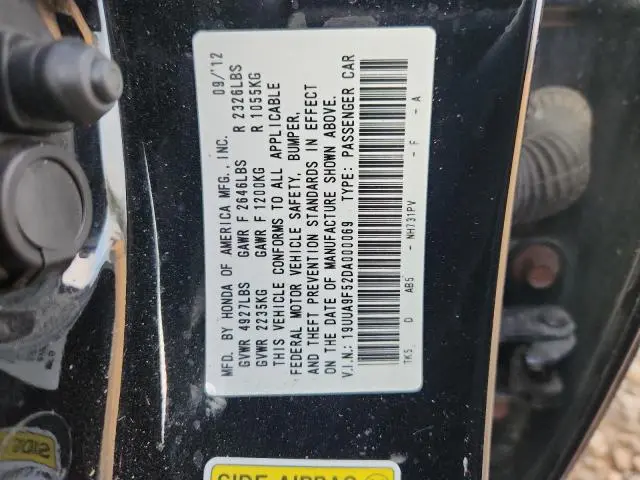 MFD. BY HONDA OF AMERICA MFG., INC. 09/'12
GVWR 4927LBS GAWR F 2646LBS R 2326LBS
GVWR 2235KG GAWR F 1200KG R 1055KG
THIS VEHICLE CONFORMS TO ALL APPLICABLE
FEDERAL MOTOR VEHICLE SAFETY, BUMPER,
AND THEFT PREVENTION STANDARDS IN EFFECT
ON THE DATE OF MANUFACTURE SHOWN ABOVE.
V.I.N.: 19UUA9F52DA000069 TYPE: PASSENGER CAR
TK5 D AB5 - NH731PV - F - A
SIDE AIRBAG